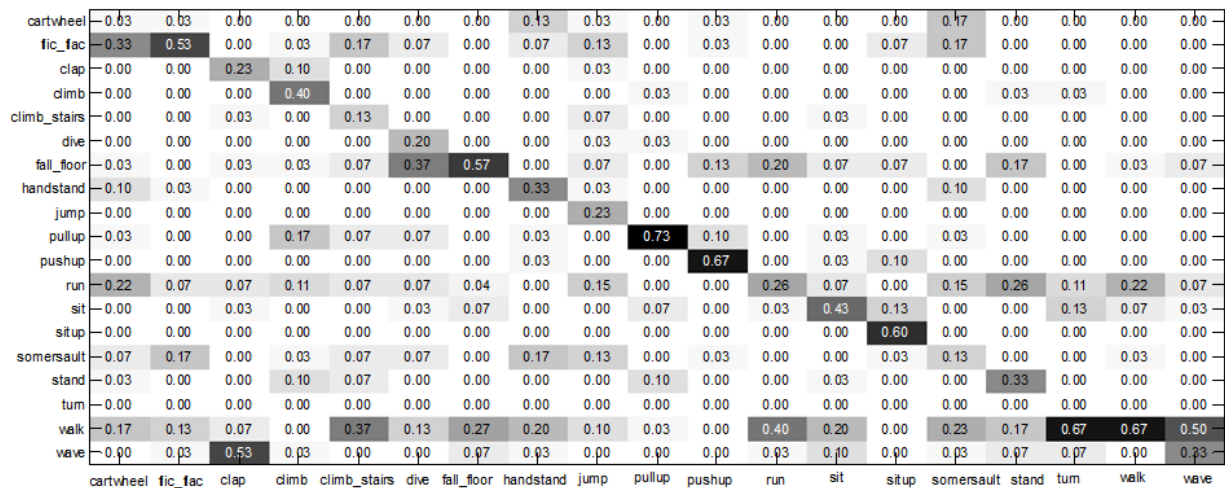 cartwheel 0.03 0.03 0.00 0.00 0.00 0.00 0.00 0.13 0.03 0.00 0.03 0.00 0.00 0.00 0.17 0.00 0.00 0.00 0.00
flic_flac 0.33 0.53 0.00 0.03 0.17 0.07 0.00 0.07 0.13 0.00 0.03 0.00 0.00 0.07 0.17 0.00 0.00 0.00 0.00
clap 0.00 0.00 0.23 0.10 0.00 0.00 0.00 0.00 0.03 0.00 0.00 0.00 0.00 0.00 0.00 0.00 0.00 0.00 0.00
climb 0.00 0.00 0.00 0.40 0.00 0.00 0.00 0.00 0.00 0.03 0.00 0.00 0.00 0.00 0.00 0.03 0.03 0.00 0.00
climb_stairs 0.00 0.00 0.03 0.00 0.13 0.00 0.00 0.00 0.07 0.00 0.00 0.00 0.03 0.00 0.00 0.00 0.00 0.00 0.00
dive 0.00 0.00 0.00 0.00 0.00 0.20 0.00 0.00 0.03 0.03 0.00 0.00 0.00 0.00 0.00 0.00 0.00 0.00 0.00
fall_floor 0.03 0.00 0.03 0.03 0.07 0.37 0.57 0.00 0.07 0.00 0.13 0.20 0.07 0.07 0.00 0.17 0.00 0.03 0.07
handstand 0.10 0.03 0.00 0.00 0.00 0.00 0.00 0.33 0.03 0.00 0.00 0.00 0.00 0.00 0.10 0.00 0.00 0.00 0.00
jump 0.00 0.00 0.00 0.00 0.00 0.00 0.00 0.00 0.23 0.00 0.00 0.00 0.00 0.00 0.00 0.00 0.00 0.00 0.00
pullup 0.03 0.00 0.00 0.17 0.07 0.07 0.00 0.03 0.00 0.73 0.10 0.00 0.03 0.00 0.03 0.00 0.00 0.00 0.00
pushup 0.00 0.00 0.00 0.00 0.00 0.00 0.00 0.03 0.00 0.00 0.67 0.00 0.03 0.10 0.00 0.00 0.00 0.00 0.00
run 0.22 0.07 0.07 0.11 0.07 0.07 0.04 0.00 0.15 0.00 0.00 0.26 0.07 0.00 0.15 0.26 0.11 0.22 0.07
sit 0.00 0.00 0.03 0.00 0.00 0.03 0.07 0.00 0.00 0.07 0.00 0.03 0.43 0.13 0.00 0.00 0.13 0.07 0.03
situp 0.00 0.00 0.00 0.00 0.00 0.00 0.00 0.00 0.00 0.00 0.00 0.00 0.00 0.60 0.00 0.00 0.00 0.00 0.00
somersault 0.07 0.17 0.00 0.03 0.07 0.07 0.00 0.17 0.13 0.00 0.03 0.00 0.00 0.03 0.13 0.00 0.00 0.03 0.00
stand 0.03 0.00 0.00 0.10 0.07 0.00 0.00 0.00 0.00 0.10 0.00 0.00 0.03 0.00 0.00 0.33 0.00 0.00 0.00
turn 0.00 0.00 0.00 0.00 0.00 0.00 0.00 0.00 0.00 0.00 0.00 0.00 0.00 0.00 0.00 0.00 0.00 0.00 0.00
walk 0.17 0.13 0.07 0.00 0.37 0.13 0.27 0.20 0.10 0.03 0.00 0.40 0.20 0.00 0.23 0.17 0.67 0.67 0.50
wave 0.00 0.03 0.53 0.03 0.00 0.00 0.07 0.03 0.00 0.00 0.00 0.03 0.10 0.00 0.03 0.07 0.07 0.00 0.23
cartwheel flic_flac clap climb climb_stairs dive fall_floor handstand jump pullup pushup run sit situp somersault stand turn walk wave